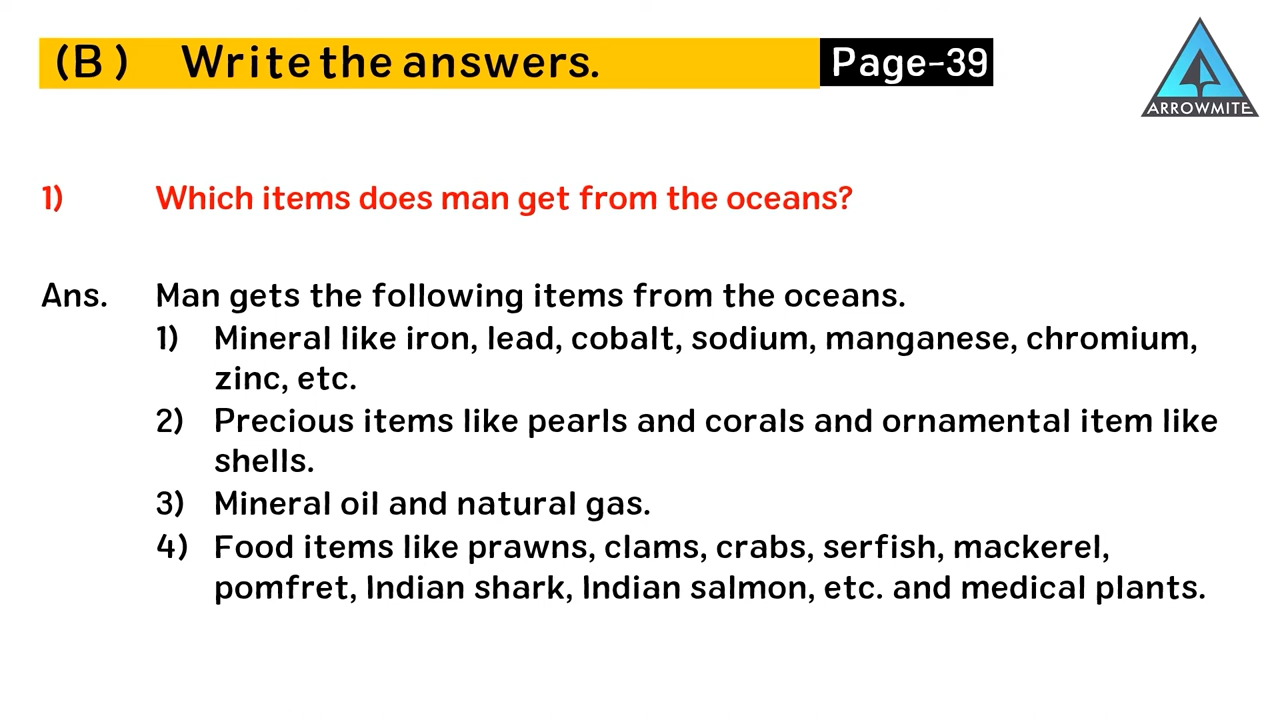 (B) Write the answers. Page-39
ARROWMITE
1) Which items does man get from the oceans?
Ans. Man gets the following items from the oceans.
1) Mineral like iron, lead, cobalt, sodium, manganese, chromium,
zinc, etc.
2) Precious items like pearls and corals and ornamental item like
shells.
3) Mineral oil and natural gas.
4) Food items like prawns, clams, crabs, serfish, mackerel,
pomfret, Indian shark, Indian salmon, etc. and medical plants.